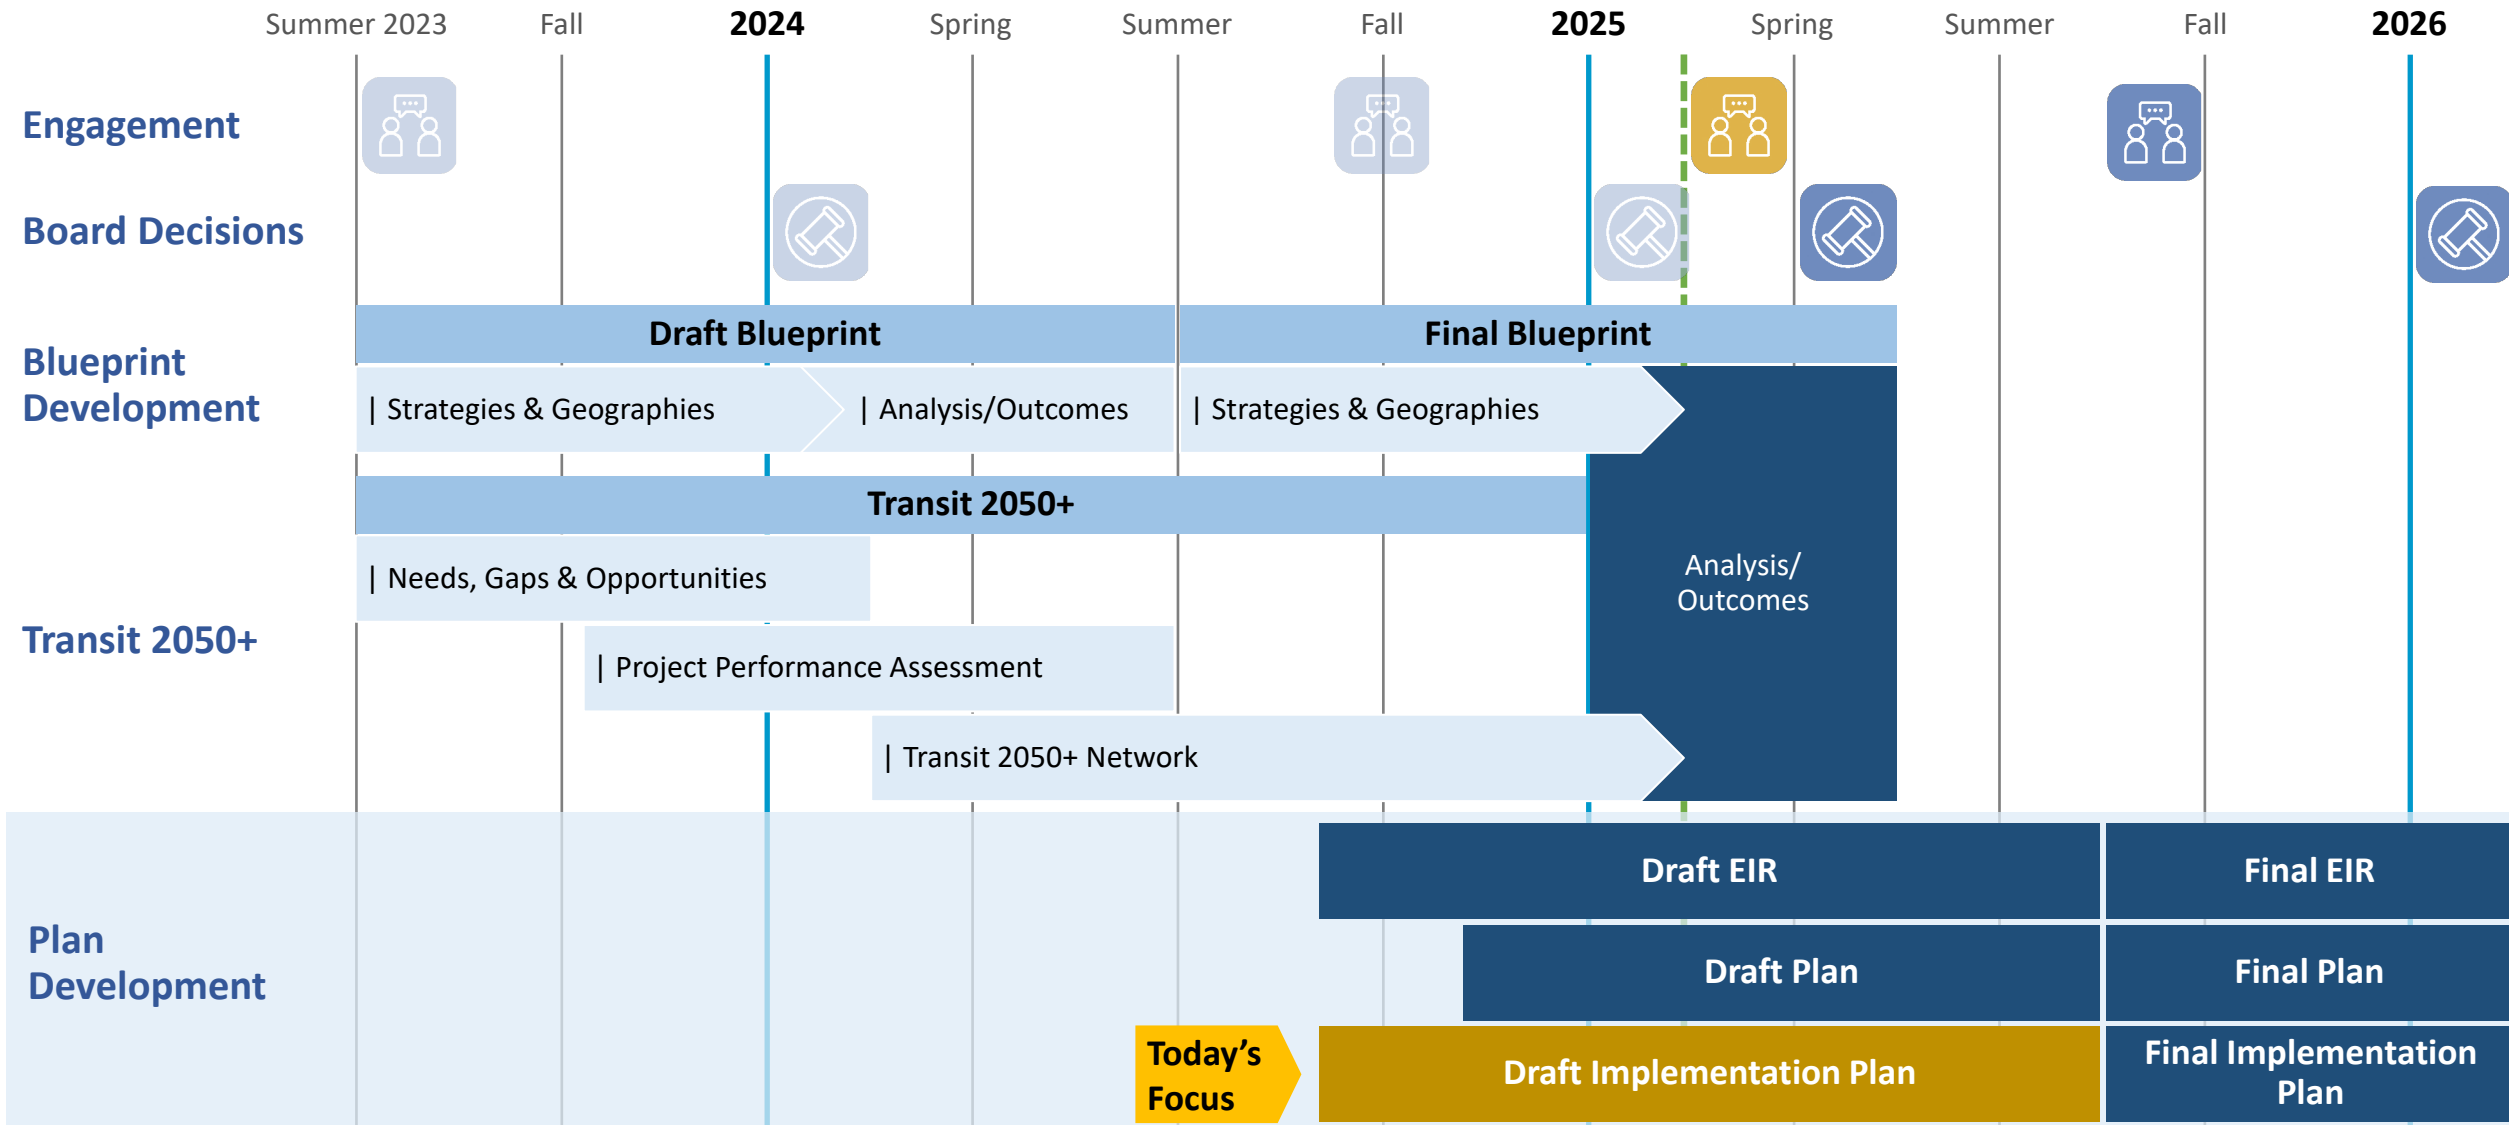 Summer 2023 Fall 2024 Spring Summer Fall 2025 Spring Summer Fall 2026
Engagement
Board Decisions
Blueprint
Development
Draft Blueprint
Final Blueprint
| Strategies & Geographies
| Analysis/Outcomes
| Strategies & Geographies
Transit 2050+
Transit 2050+
| Needs, Gaps & Opportunities
| Project Performance Assessment
| Transit 2050+ Network
Analysis/
Outcomes
Plan
Development
Draft EIR
Final EIR
Draft Plan
Final Plan
Today’s
Focus
Draft Implementation Plan
Final Implementation
Plan